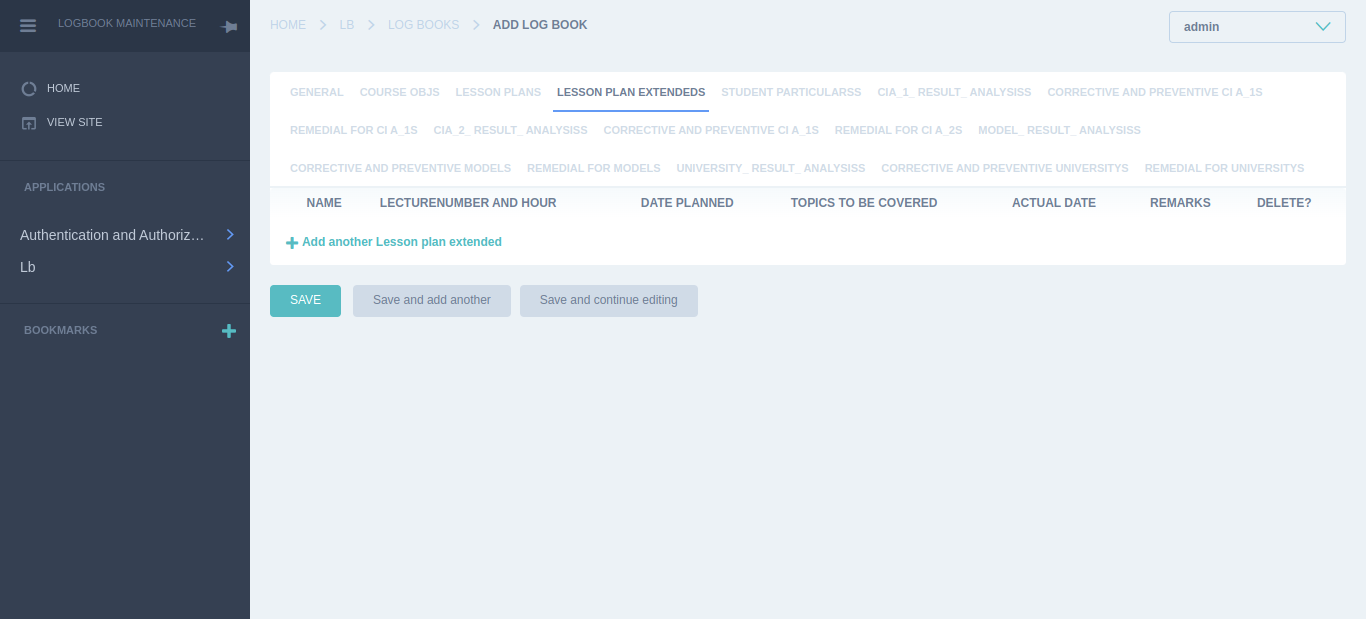 LOGBOOK MAINTENANCE
HOME
VIEW SITE
APPLICATIONS
Authentication and Authoriz…
Lb
BOOKMARKS
HOME LB LOG BOOKS ADD LOG BOOK
admin
GENERAL COURSE OBJS LESSON PLANS LESSON PLAN EXTENDEDS STUDENT PARTICULARSS CIA_1_ RESULT_ ANALYSISS CORRECTIVE AND PREVENTIVE CI A_1S
REMEDIAL FOR CI A_1S CIA_2_ RESULT_ ANALYSISS CORRECTIVE AND PREVENTIVE CI A_1S REMEDIAL FOR CI A_2S MODEL_ RESULT_ ANALYSISS
CORRECTIVE AND PREVENTIVE MODELS REMEDIAL FOR MODELS UNIVERSITY_ RESULT_ ANALYSISS CORRECTIVE AND PREVENTIVE UNIVERSITYS REMEDIAL FOR UNIVERSITYS
NAME LECTURENUMBER AND HOUR DATE PLANNED TOPICS TO BE COVERED ACTUAL DATE REMARKS DELETE?
Add another Lesson plan extended
SAVE Save and add another Save and continue editing